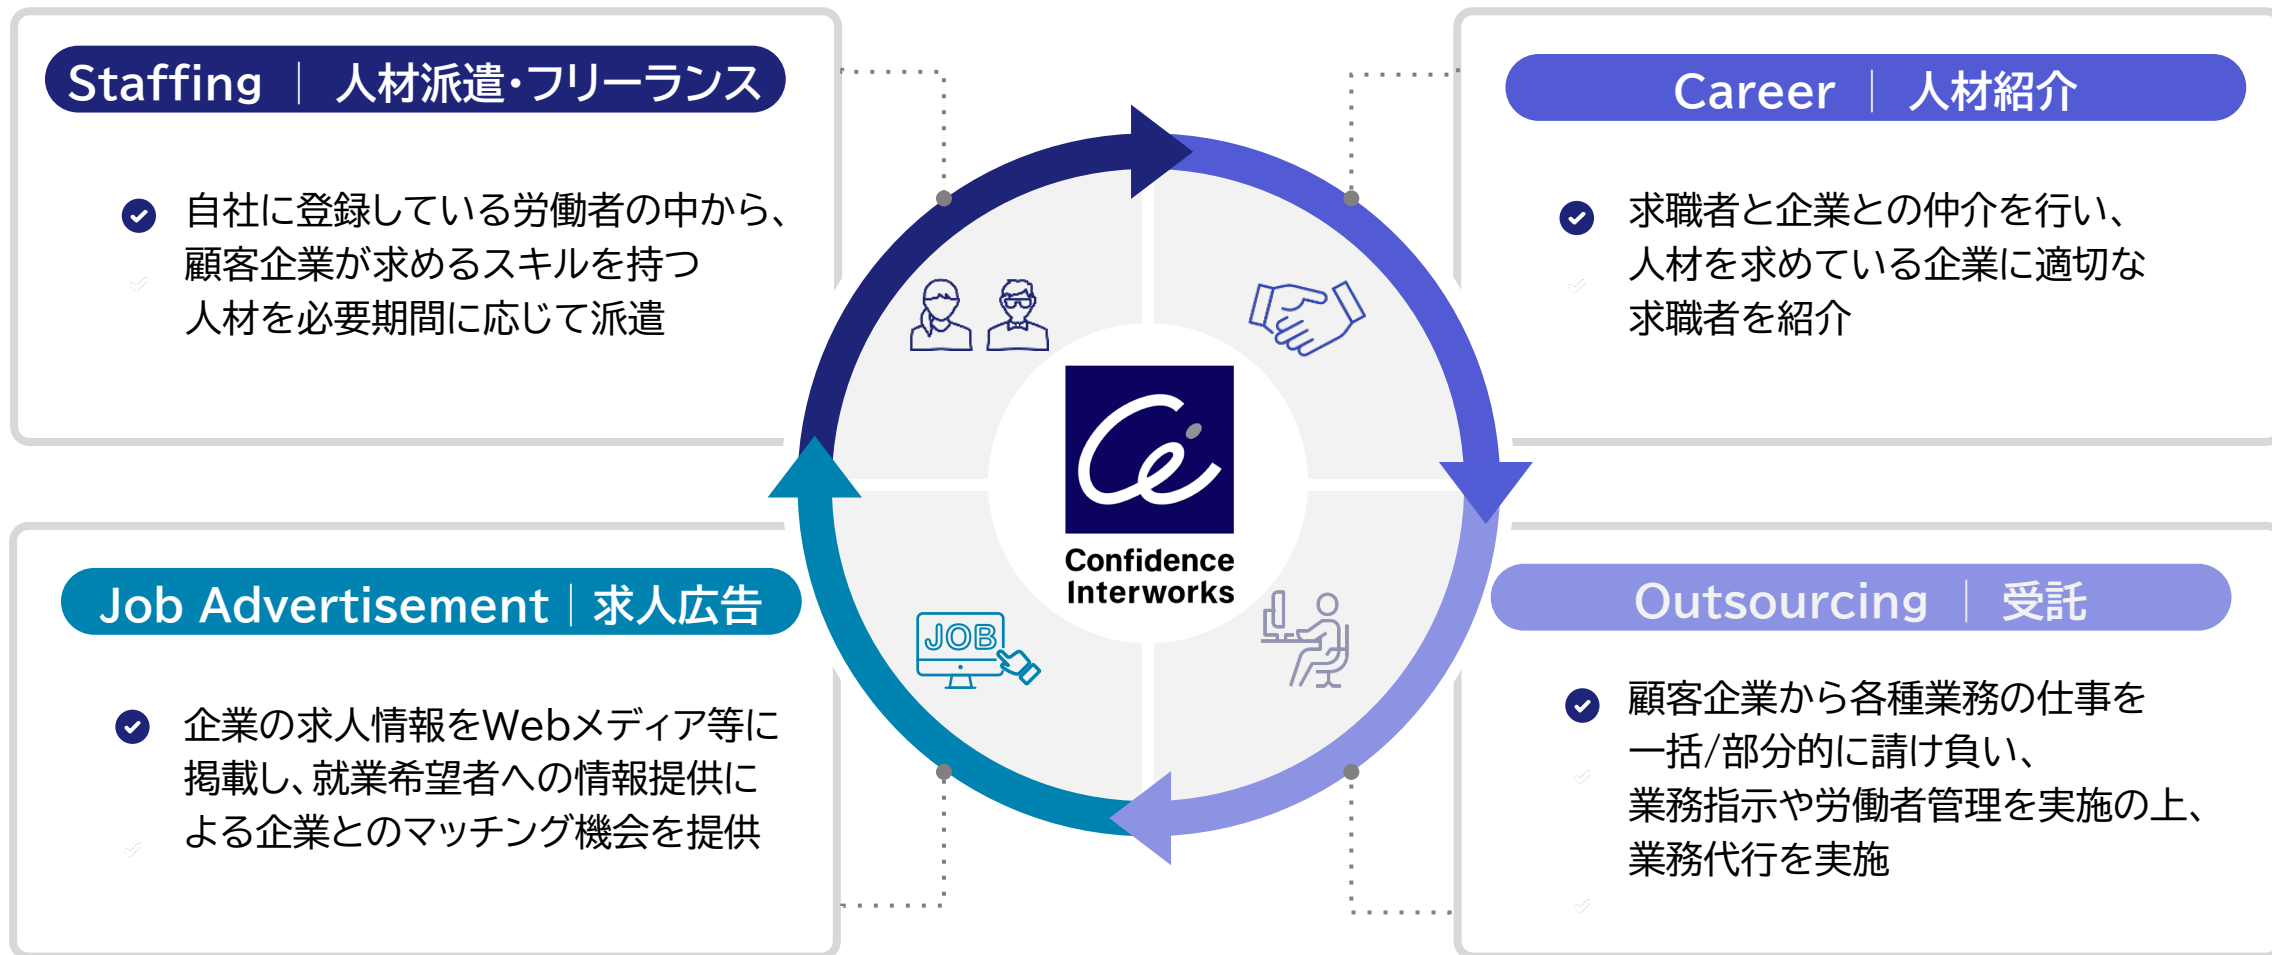 Staffing ｜ 人材派遣・フリーランス
自社に登録している労働者の中から、
顧客企業が求めるスキルを持つ
人材を必要期間に応じて派遣
Career ｜ 人材紹介
求職者と企業との仲介を行い、
人材を求めている企業に適切な
求職者を紹介
Ci
Confidence
Interworks
JOB
Job Advertisement｜求人広告
企業の求人情報をWebメディア等に
掲載し、就業希望者への情報提供に
よる企業とのマッチング機会を提供
Outsourcing ｜ 受託
顧客企業から各種業務の仕事を
一括/部分的に請け負い、
業務指示や労働者管理を実施の上、
業務代行を実施